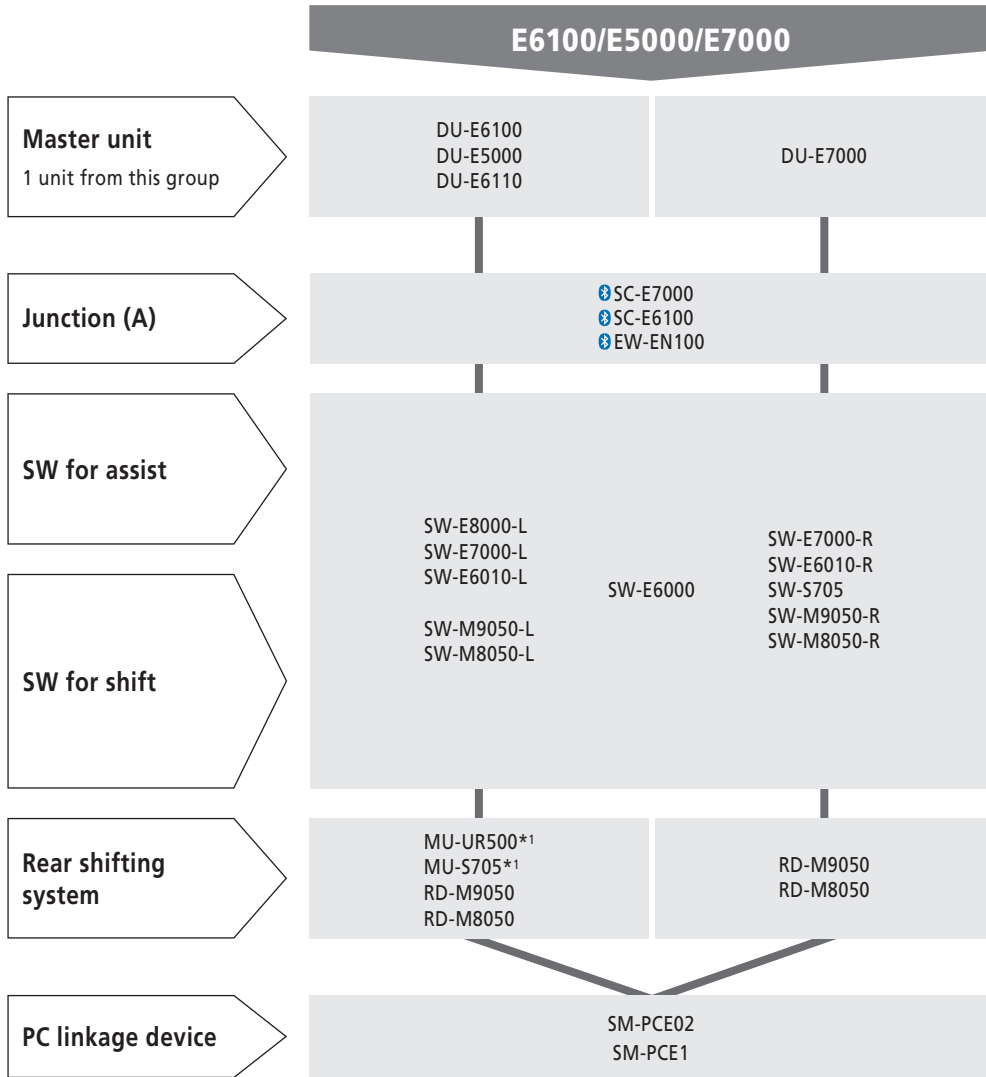 E6100/E5000/E7000
Master unit
1 unit from this group
DU-E6100
DU-E5000
DU-E6110
DU-E7000
Junction (A)
SC-E7000
SC-E6100
EW-EN100
SW for assist
SW for shift
SW-E8000-L
SW-E7000-L
SW-E6010-L
SW-M9050-L
SW-M8050-L
SW-E6000
SW-E7000-R
SW-E6010-R
SW-S705
SW-M9050-R
SW-M8050-R
Rear shifting
system
MU-UR500*1
MU-S705*1
RD-M9050
RD-M8050
RD-M9050
RD-M8050
PC linkage device
SM-PCE02
SM-PCE1